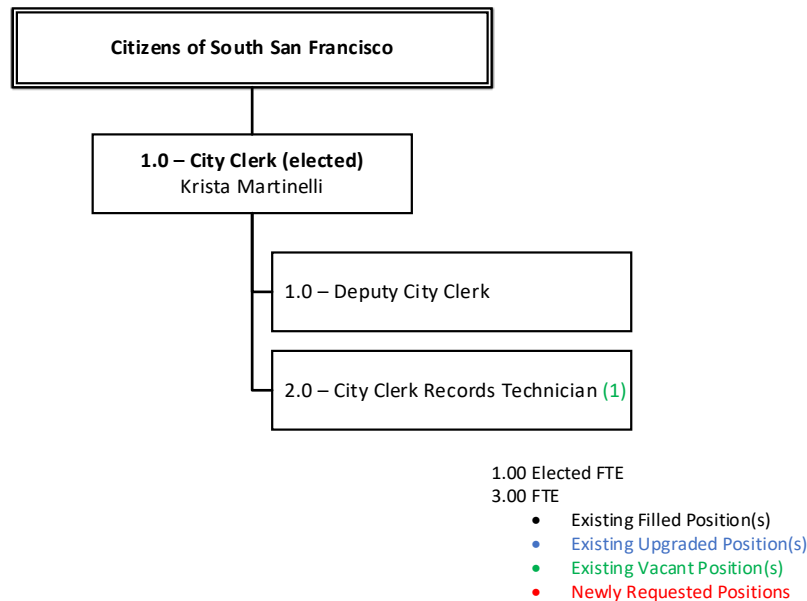 Citizens of South San Francisco
1.0 – City Clerk (elected)
Krista Martinelli
1.0 – Deputy City Clerk
2.0 – City Clerk Records Technician (1)
1.00 Elected FTE
3.00 FTE
• Existing Filled Position(s)
• Existing Upgraded Position(s)
• Existing Vacant Position(s)
• Newly Requested Positions